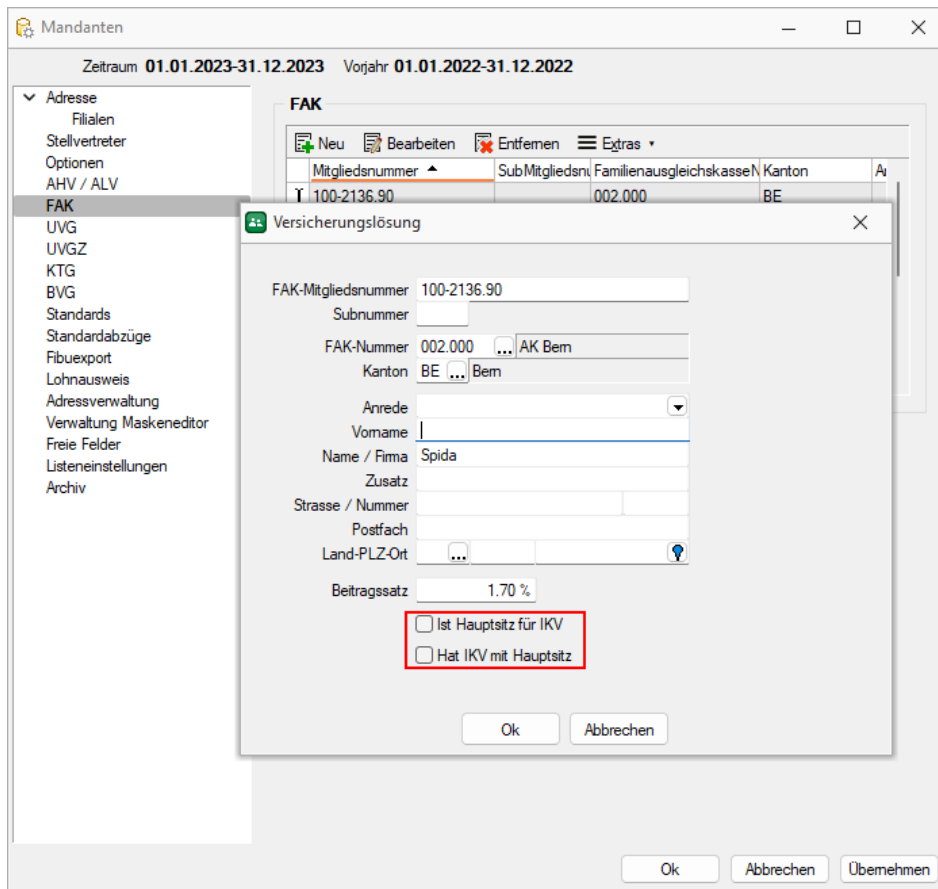 Mandanten
Zeitraum 01.01.2023-31.12.2023 Vorjahr 01.01.2022-31.12.2022
Adresse
Filialen
Stellvertreter
Optionen
AHV / ALV
FAK
UVG
UVGZ
KTG
BVG
Standards
Standardabzüge
Fibuexport
Lohnausweis
Adressverwaltung
Verwaltung Maskeneditor
Freie Felder
Listeneinstellungen
Archiv
FAK
Neu Bearbeiten Entfernen Extras
Mitgliedsnummer SubMitgliedsnu FamilienausgleichskasseN Kanton
100-2136.90 002.000 BE
Versicherungslösung
FAK-Mitgliedsnummer 100-2136.90
Subnummer
FAK-Nummer 002.000 ... AK Bern
Kanton BE ... Bern
Anrede
Vorname
Name / Firma Spida
Zusatz
Strasse / Nummer
Postfach
Land-PLZ-Ort ...
Beitragssatz 1.70 %
Ist Hauptsitz für IKV
Hat IKV mit Hauptsitz
Ok Abbrechen
Ok Abbrechen Übernehmen